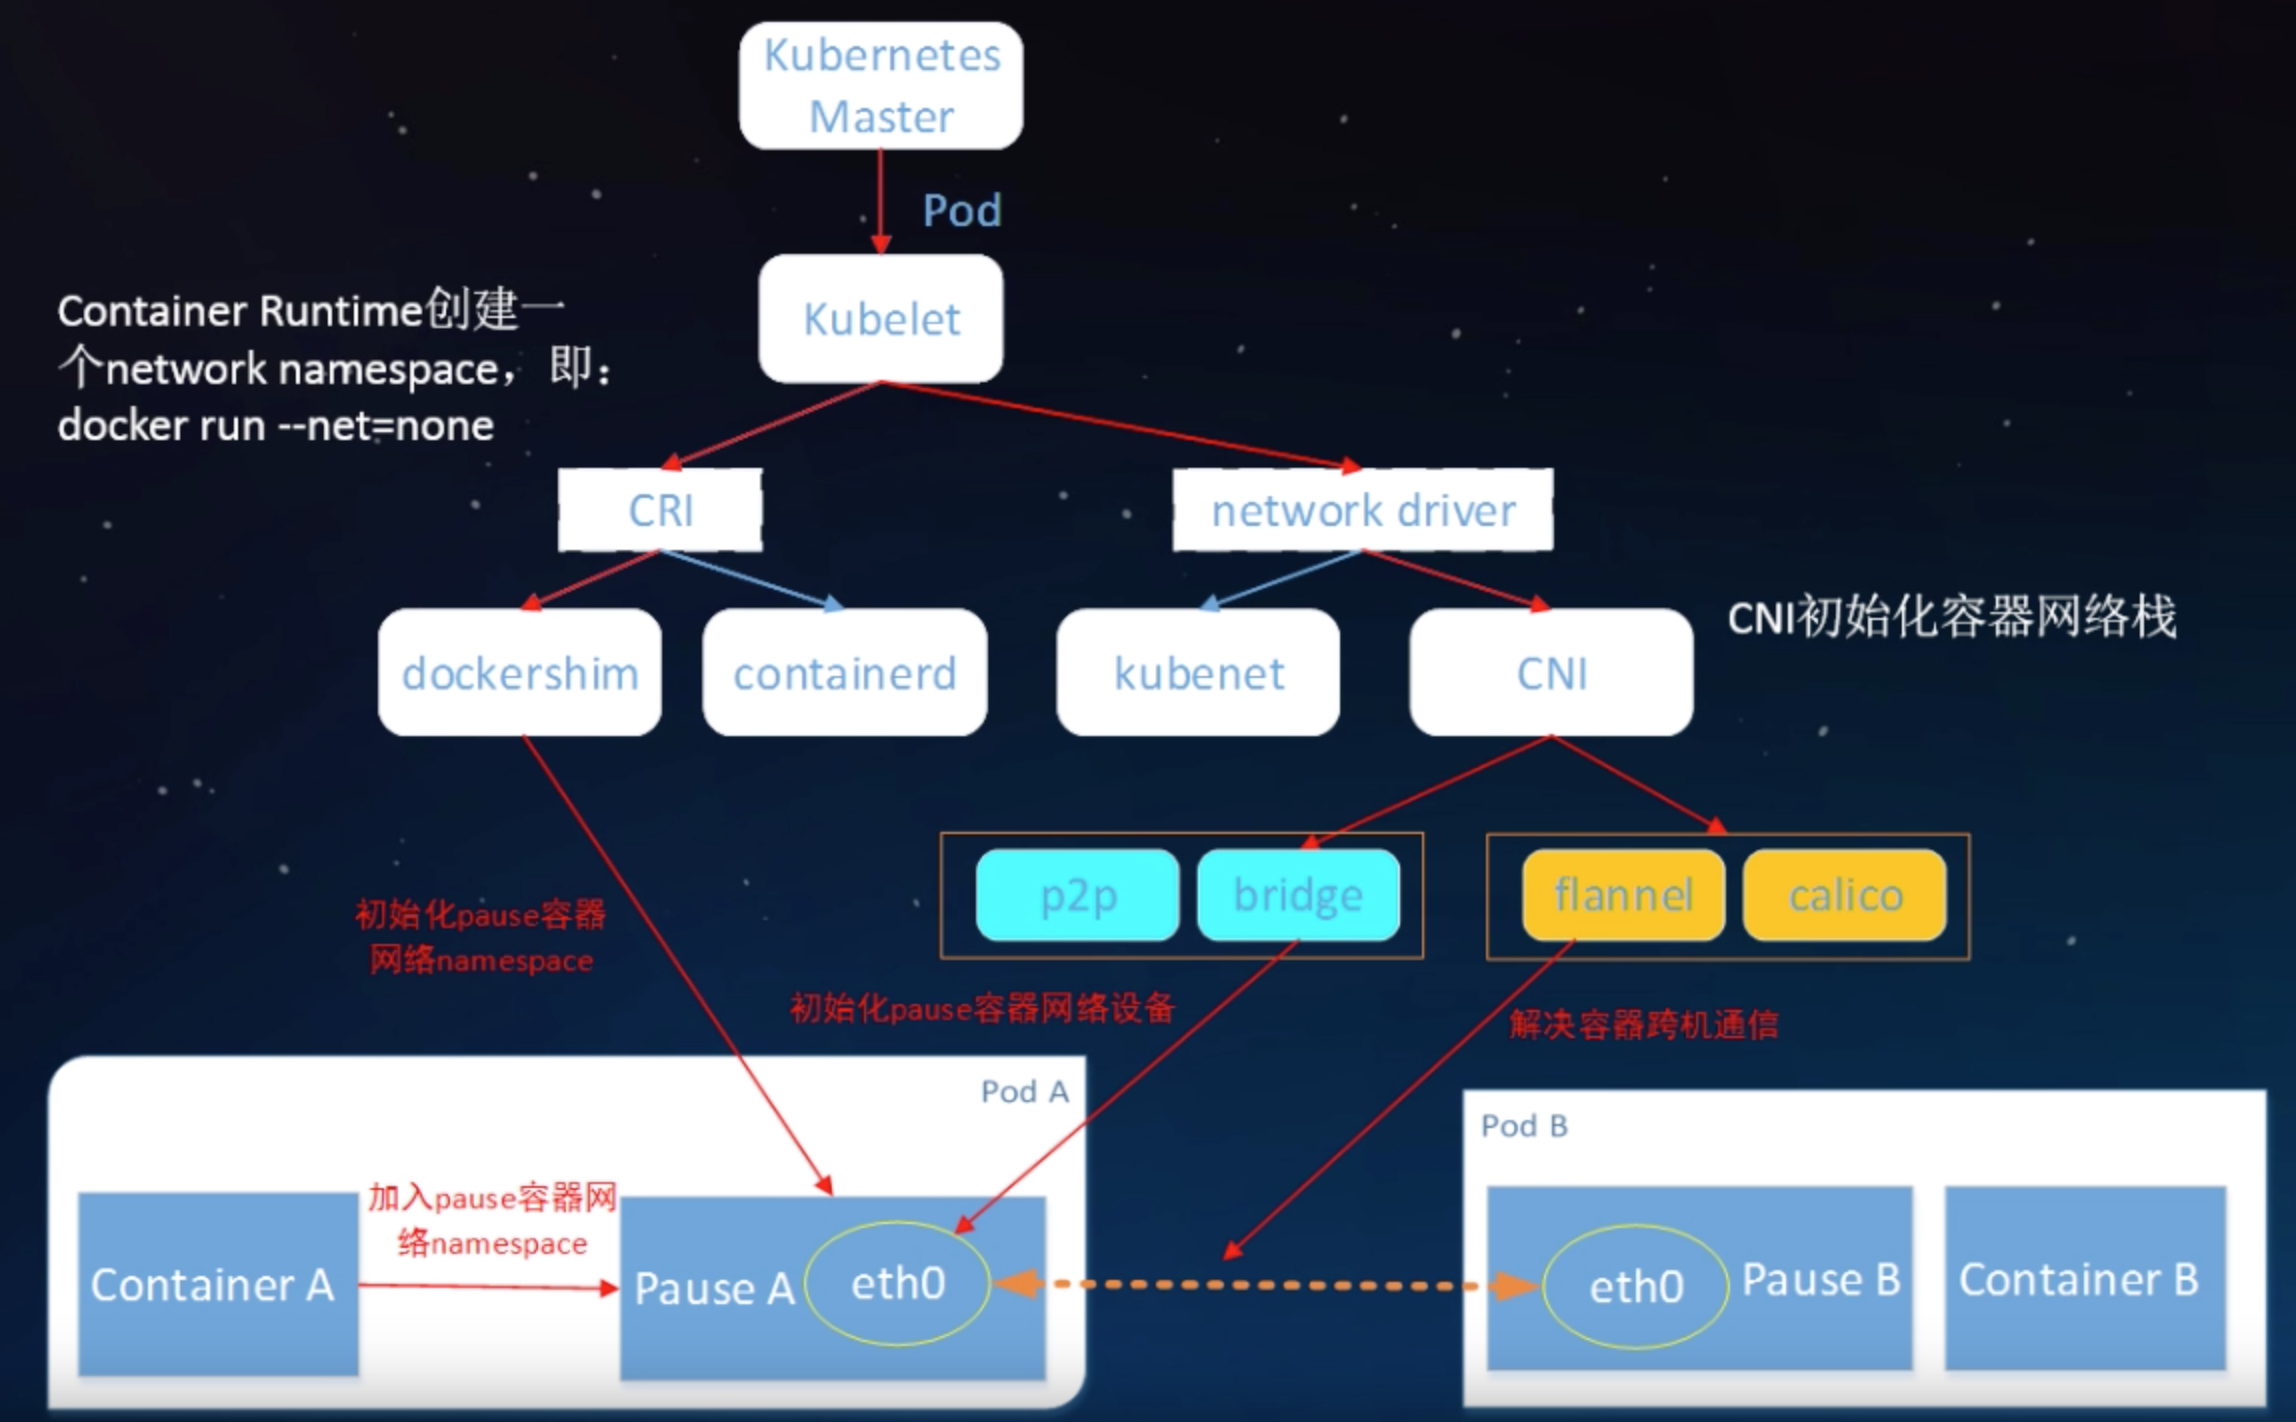 Kubernetes
Master
Pod
Kubelet
Container Runtime创建一
个network namespace，即：
docker run --net=none
CRI
network driver
dockershim
containerd
kubenet
CNI
CNI初始化容器网络栈
p2p
bridge
flannel
calico
初始化pause容器
网络namespace
初始化pause容器网络设备
解决容器跨机通信
Pod A
Pod B
加入pause容器网
络namespace
Container A
Pause A
eth0
eth0
Pause B
Container B